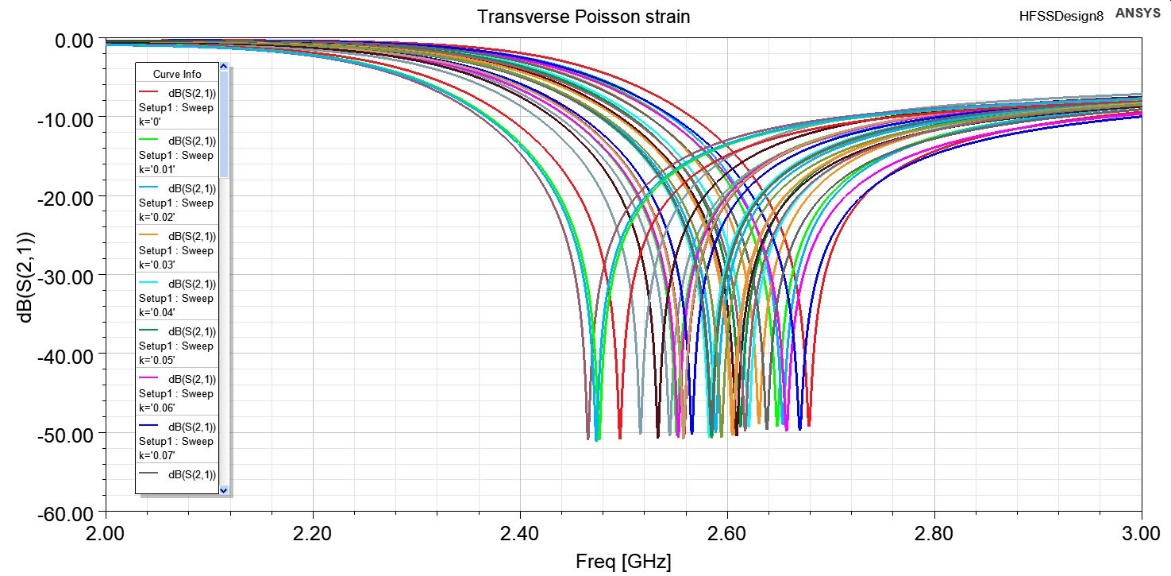 Transverse Poisson strain
HFSSDesign8 ANSYS
0.00
-10.00
-20.00
-30.00
-40.00
-50.00
-60.00
dB(S(2,1))
Curve Info
dB(S(2,1))
Setup1 : Sweep
k='0'
dB(S(2,1))
Setup1 : Sweep
k='0.01'
dB(S(2,1))
Setup1 : Sweep
k='0.02'
dB(S(2,1))
Setup1 : Sweep
k='0.03'
dB(S(2,1))
Setup1 : Sweep
k='0.04'
dB(S(2,1))
Setup1 : Sweep
k='0.05'
dB(S(2,1))
Setup1 : Sweep
k='0.06'
dB(S(2,1))
Setup1 : Sweep
k='0.07'
dB(S(2,1))
2.00 2.20 2.40 2.60 2.80 3.00
Freq [GHz]